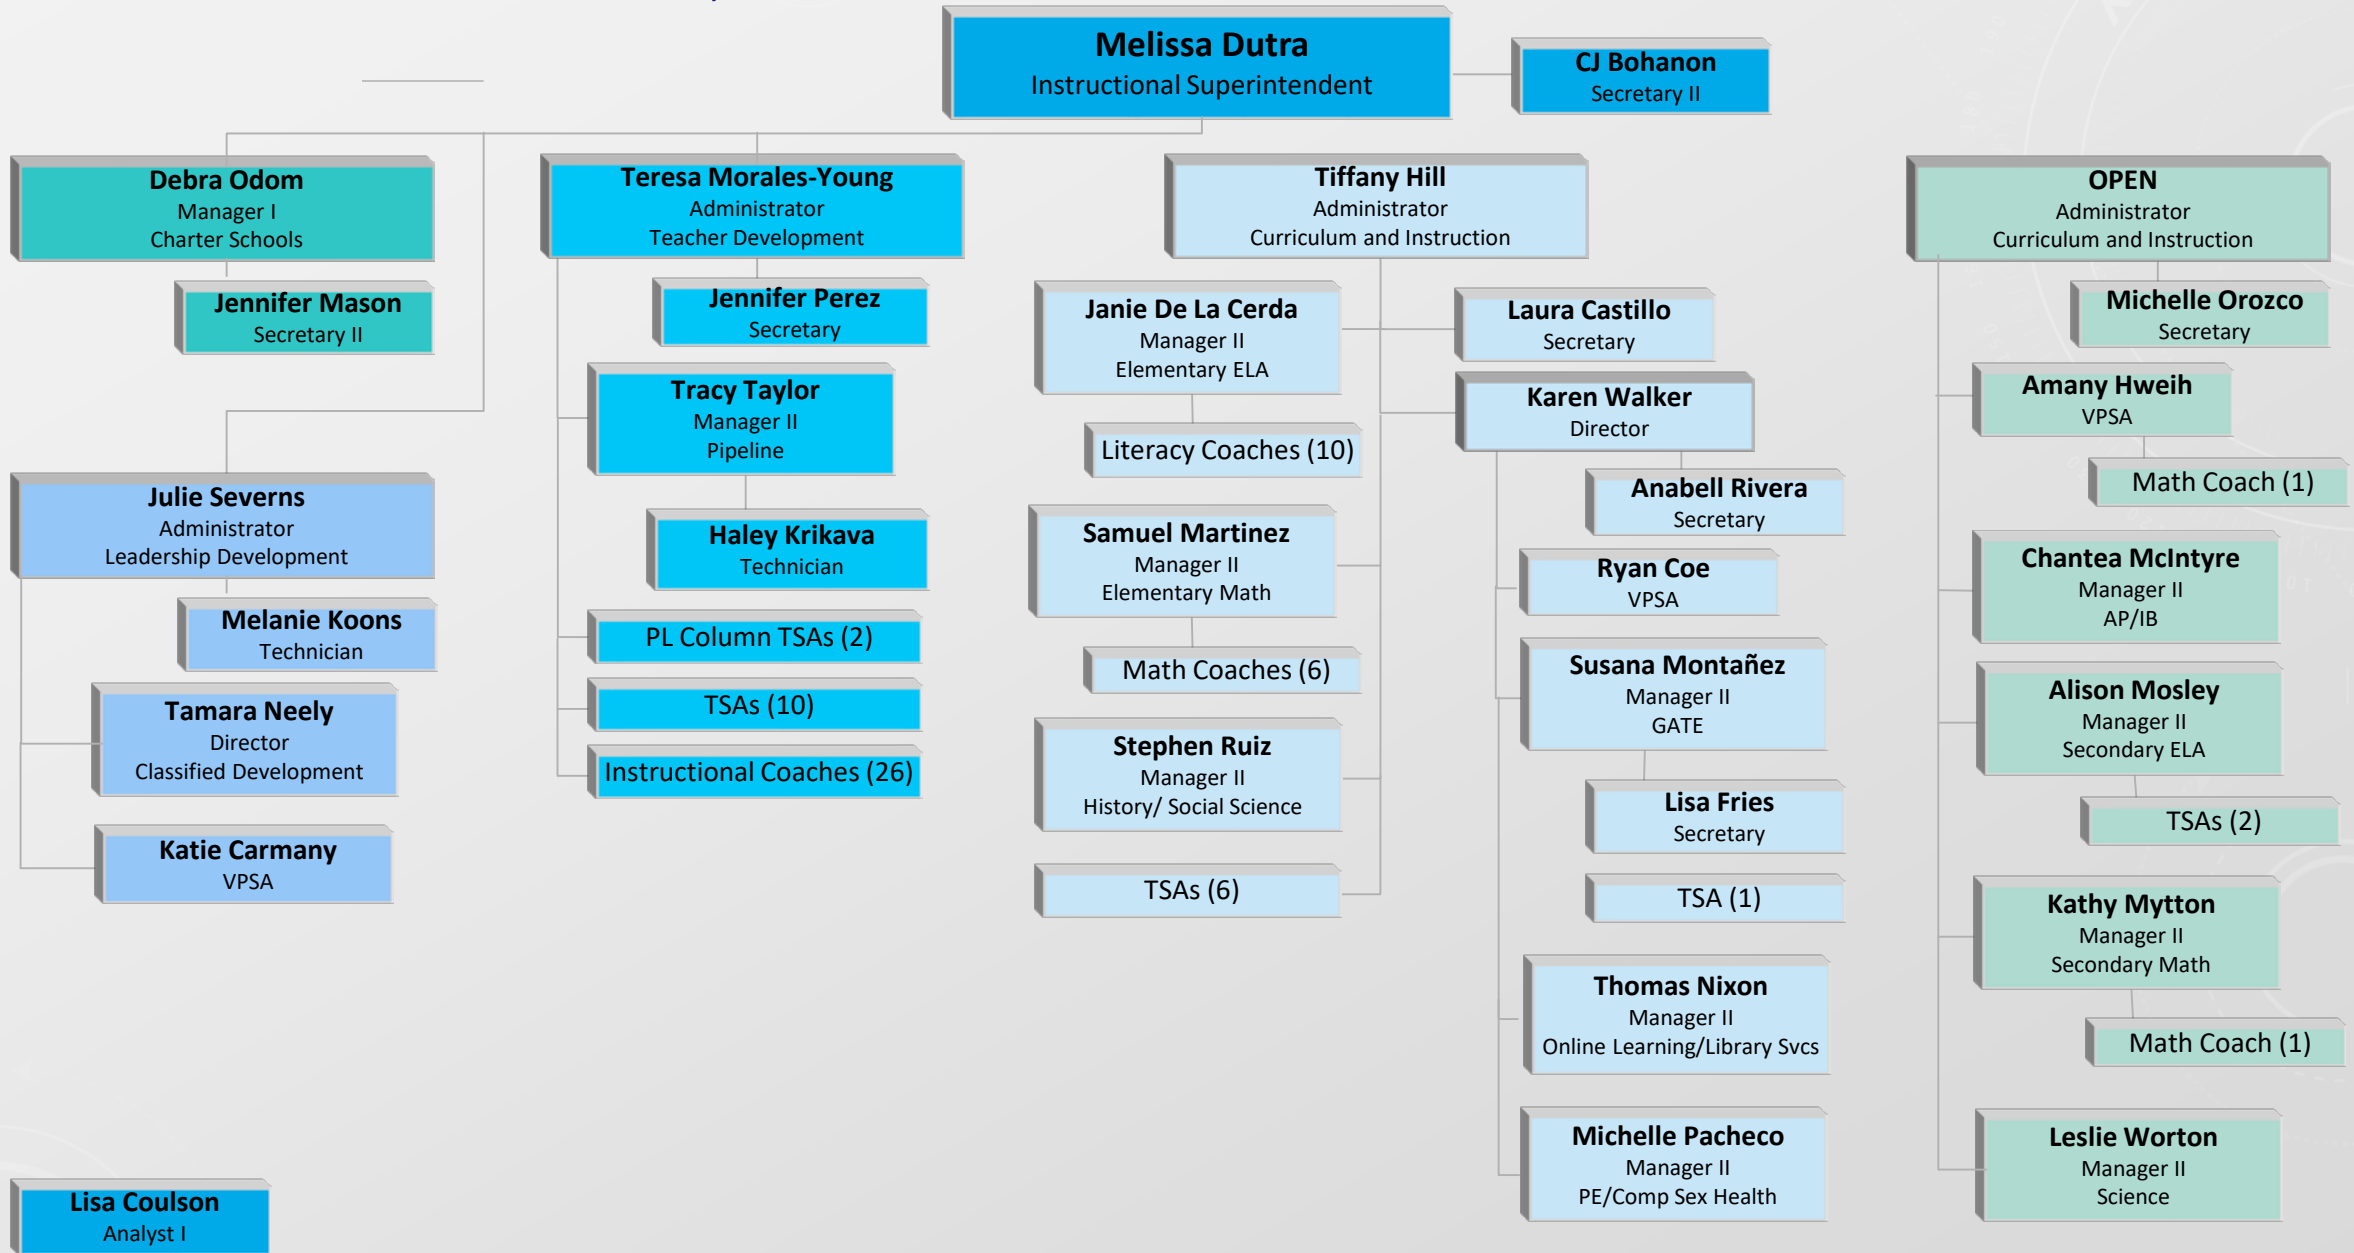 Melissa Dutra
Instructional Superintendent
CJ Bohanon
Secretary II
Debra Odom
Manager I
Charter Schools
Jennifer Mason
Secretary II
Julie Severns
Administrator
Leadership Development
Melanie Koons
Technician
Tamara Neely
Director
Classified Development
Katie Carmany
VPSA
Lisa Coulson
Analyst I
Teresa Morales-Young
Administrator
Teacher Development
Jennifer Perez
Secretary
Tracy Taylor
Manager II
Pipeline
Haley Krikava
Technician
PL Column TSAs (2)
TSAs (10)
Instructional Coaches (26)
Tiffany Hill
Administrator
Curriculum and Instruction
Janie De La Cerda
Manager II
Elementary ELA
Literacy Coaches (10)
Samuel Martinez
Manager II
Elementary Math
Math Coaches (6)
Stephen Ruiz
Manager II
History/ Social Science
TSAs (6)
Laura Castillo
Secretary
Karen Walker
Director
Anabell Rivera
Secretary
Ryan Coe
VPSA
Susana Montañez
Manager II
GATE
Lisa Fries
Secretary
TSA (1)
Thomas Nixon
Manager II
Online Learning/Library Svcs
Michelle Pacheco
Manager II
PE/Comp Sex Health
OPEN
Administrator
Curriculum and Instruction
Michelle Orozco
Secretary
Amany Hweih
VPSA
Math Coach (1)
Chantea McIntyre
Manager II
AP/IB
Alison Mosley
Manager II
Secondary ELA
TSAs (2)
Kathy Mytton
Manager II
Secondary Math
Math Coach (1)
Leslie Worton
Manager II
Science